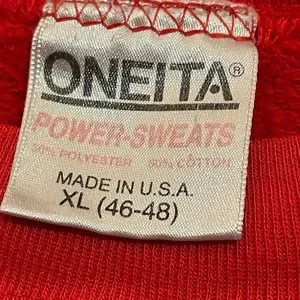 ONEITA®
POWER-SWEATS
50% POLYESTER 50% COTTON
MADE IN U.S.A.
XL (46-48)